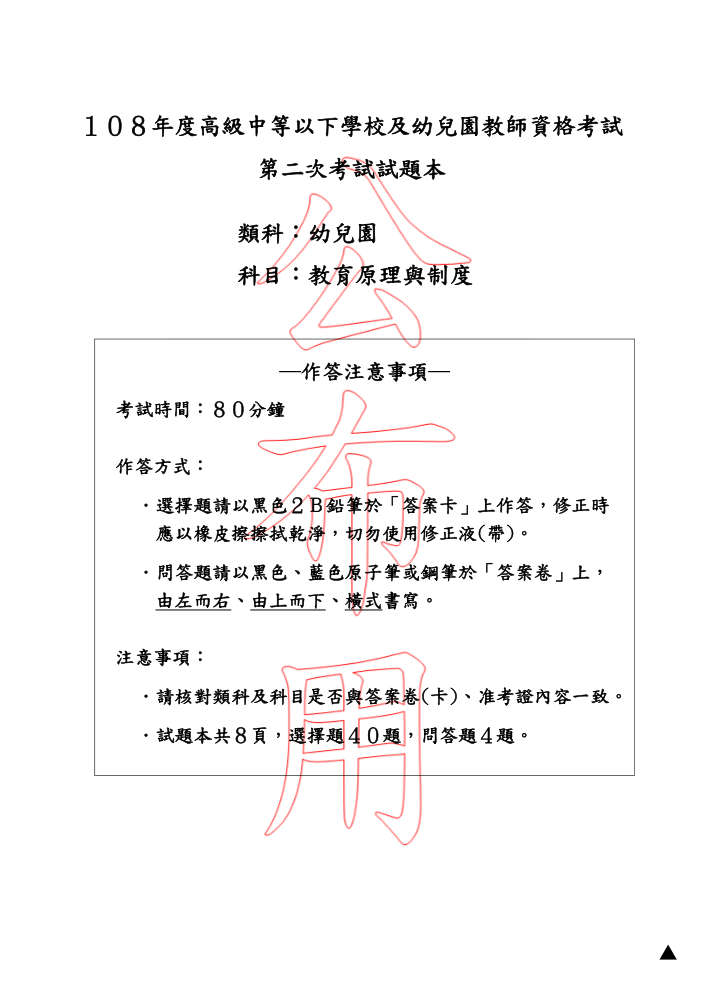 １０８年度高級中等以下學校及幼兒園教師資格考試
第二次考試試題本
類科：幼兒園
科目：教育原理與制度
—作答注意事項—
考試時間：８０分鐘
作答方式：
．選擇題請以黑色２Ｂ鉛筆於「答案卡」上作答，修正時
應以橡皮擦擦拭乾淨，切勿使用修正液(帶)。
．問答題請以黑色、藍色原子筆或鋼筆於「答案卷」上，
由左而右、由上而下、橫式書寫。
注意事項：
．請核對類科及科目是否與答案卷(卡)、准考證內容一致。
．試題本共８頁，選擇題４０題，問答題４題。
公布用
▲